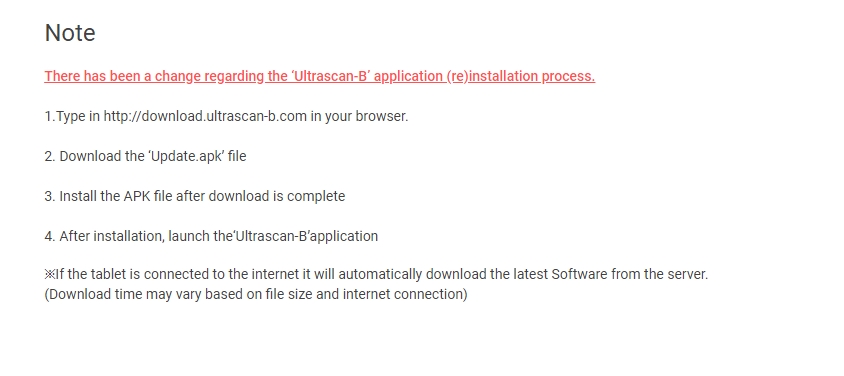 Note
There has been a change regarding the ‘Ultrascan-B’ application (re)installation process.
1.Type in http://download.ultrascan-b.com in your browser.
2. Download the ‘Update.apk’ file
3. Install the APK file after download is complete
4. After installation, launch the‘Ultrascan-B’application
※If the tablet is connected to the internet it will automatically download the latest Software from the server.
(Download time may vary based on file size and internet connection)